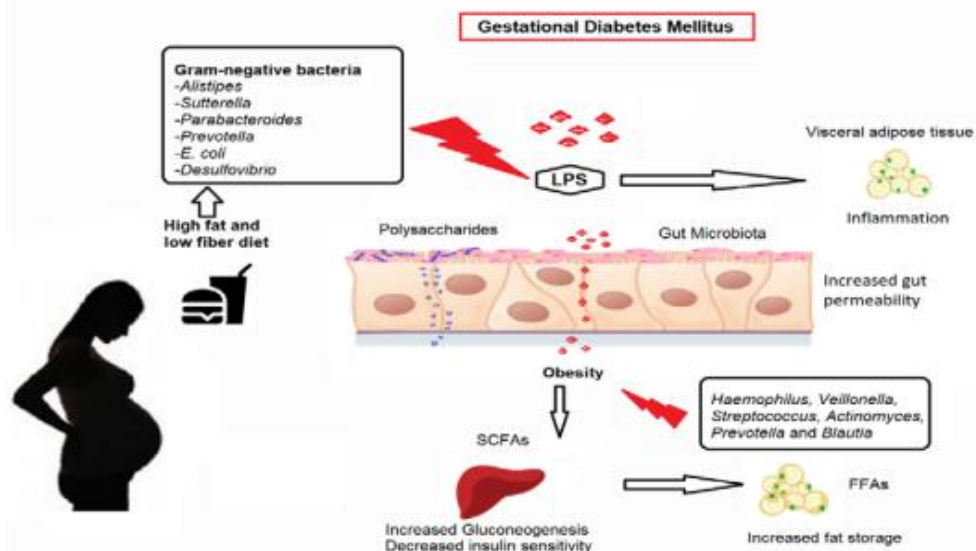 Gestational Diabetes Mellitus
Gram-negative bacteria
-Alistipes
-Sutterella
-Parabacteroides
-Prevotella
-E. coli
-Desulfovibrio
High fat and
low fiber diet
LPS
Visceral adipose tissue
Inflammation
Polysaccharides
Gut Microbiota
Increased gut
permeability
Obesity
Haemophilus, Veillonella,
Streptococcus, Actinomyces,
Prevotella and Blautia
SCFAs
Increased Gluconeogenesis
Decreased insulin sensitivity
FFAs
Increased fat storage